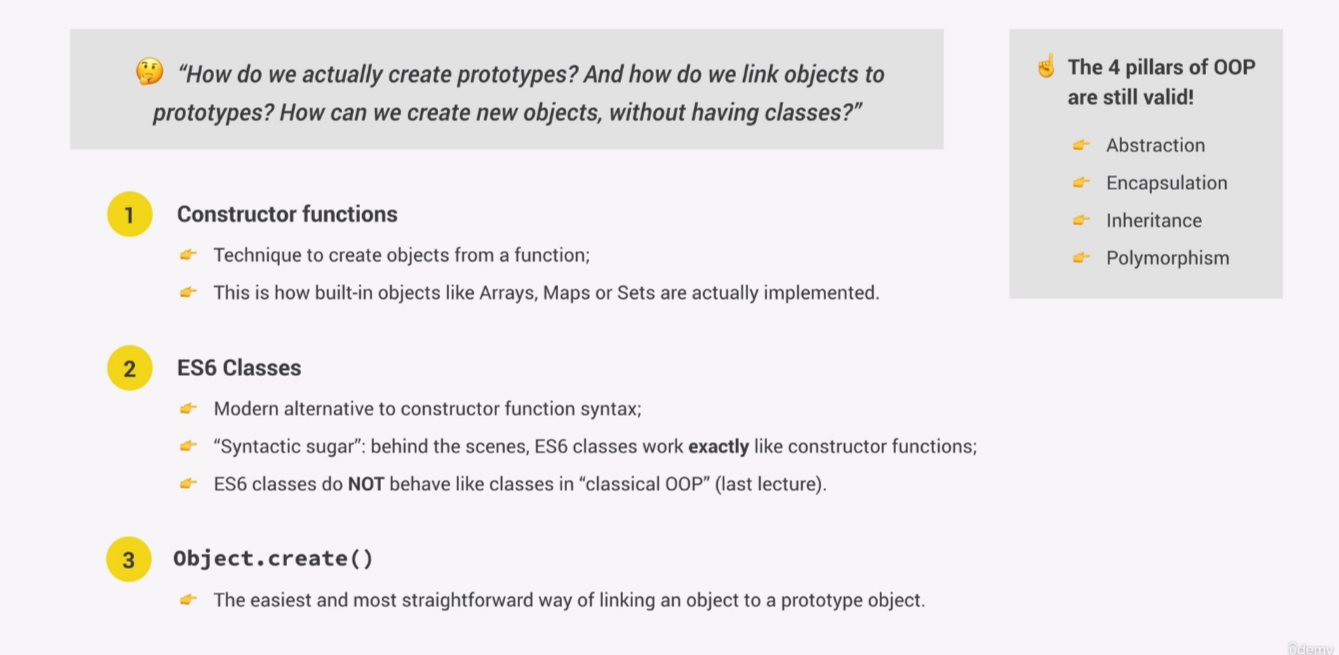 🤔 “How do we actually create prototypes? And how do we link objects to
prototypes? How can we create new objects, without having classes?”
1 Constructor functions
👉 Technique to create objects from a function;
👉 This is how built-in objects like Arrays, Maps or Sets are actually implemented.
2 ES6 Classes
👉 Modern alternative to constructor function syntax;
👉 “Syntactic sugar”: behind the scenes, ES6 classes work exactly like constructor functions;
👉 ES6 classes do NOT behave like classes in “classical OOP” (last lecture).
3 Object.create()
👉 The easiest and most straightforward way of linking an object to a prototype object.
☝️ The 4 pillars of OOP
are still valid!
👉 Abstraction
👉 Encapsulation
👉 Inheritance
👉 Polymorphism
ûdemy